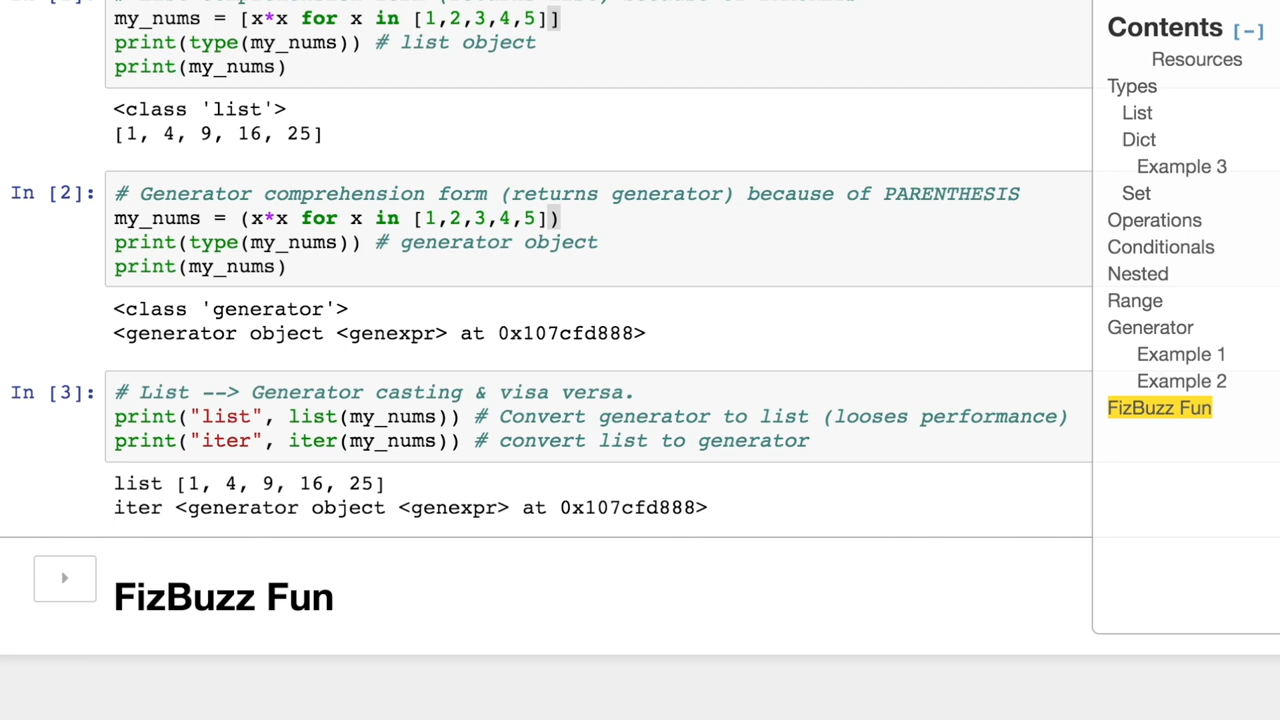 my_nums = [x*x for x in [1,2,3,4,5]]
print(type(my_nums)) # list object
print(my_nums)
<class 'list'>
[1, 4, 9, 16, 25]
In [2]:
# Generator comprehension form (returns generator) because of PARENTHESIS
my_nums = (x*x for x in [1,2,3,4,5])
print(type(my_nums)) # generator object
print(my_nums)
<class 'generator'>
<generator object <genexpr> at 0x107cfd888>
In [3]:
# List --> Generator casting & visa versa.
print("list", list(my_nums)) # Convert generator to list (looses performance)
print("iter", iter(my_nums)) # convert list to generator
list [1, 4, 9, 16, 25]
iter <generator object <genexpr> at 0x107cfd888>
FizBuzz Fun
Contents [-]
Resources
Types
List
Dict
Example 3
Set
Operations
Conditionals
Nested
Range
Generator
Example 1
Example 2
FizBuzz Fun